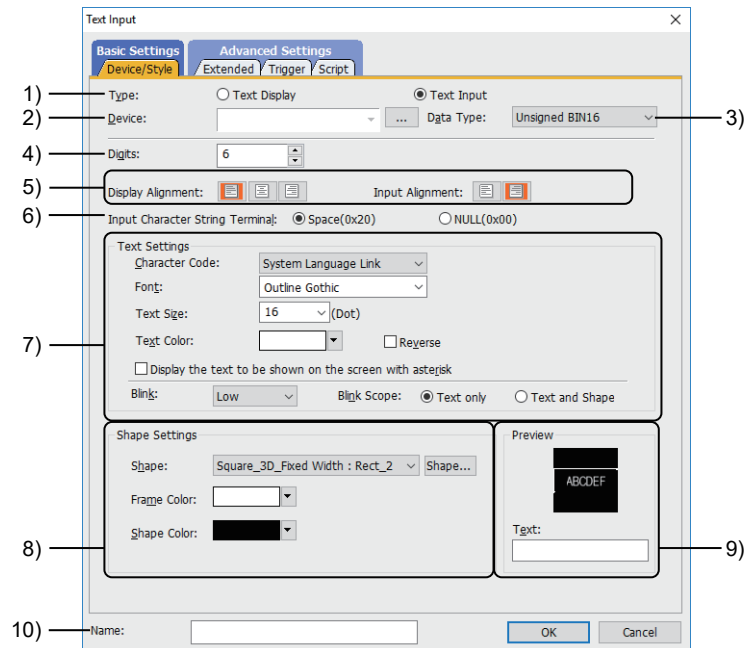 Text Input
Basic Settings Advanced Settings
Device/Style Extended Trigger Script
1) Type: Text Display Text Input
2) Device: ... Data Type: Unsigned BIN16 3)
4) Digits: 6
5) Display Alignment: Input Alignment:
6) Input Character String Terminal: Space(0x20) NULL(0x00)
Text Settings
Character Code: System Language Link
Font: Outline Gothic
Text Size: 16 (Dot)
7) Text Color: Reverse
Display the text to be shown on the screen with asterisk
Blink: Low Blink Scope: Text only Text and Shape
Shape Settings
Shape: Square_3D_Fixed Width : Rect_2 Shape...
Frame Color:
8) Shape Color:
Preview
ABCDEF
Text:
9)
10) Name: OK Cancel